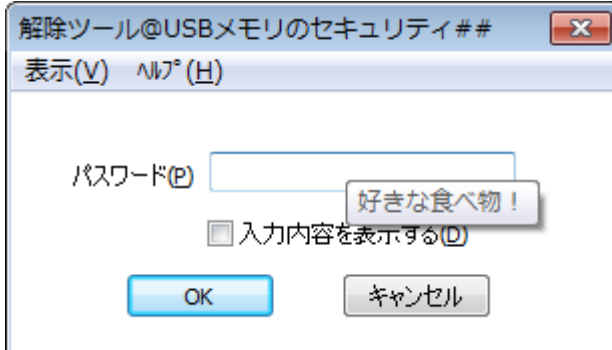 解除ツール@USBメモリのセキュリティ##
表示(V) ﾍﾙﾌﾟ(H)
パスワード(P)
好きな食べ物！
入力内容を表示する(D)
OK キャンセル